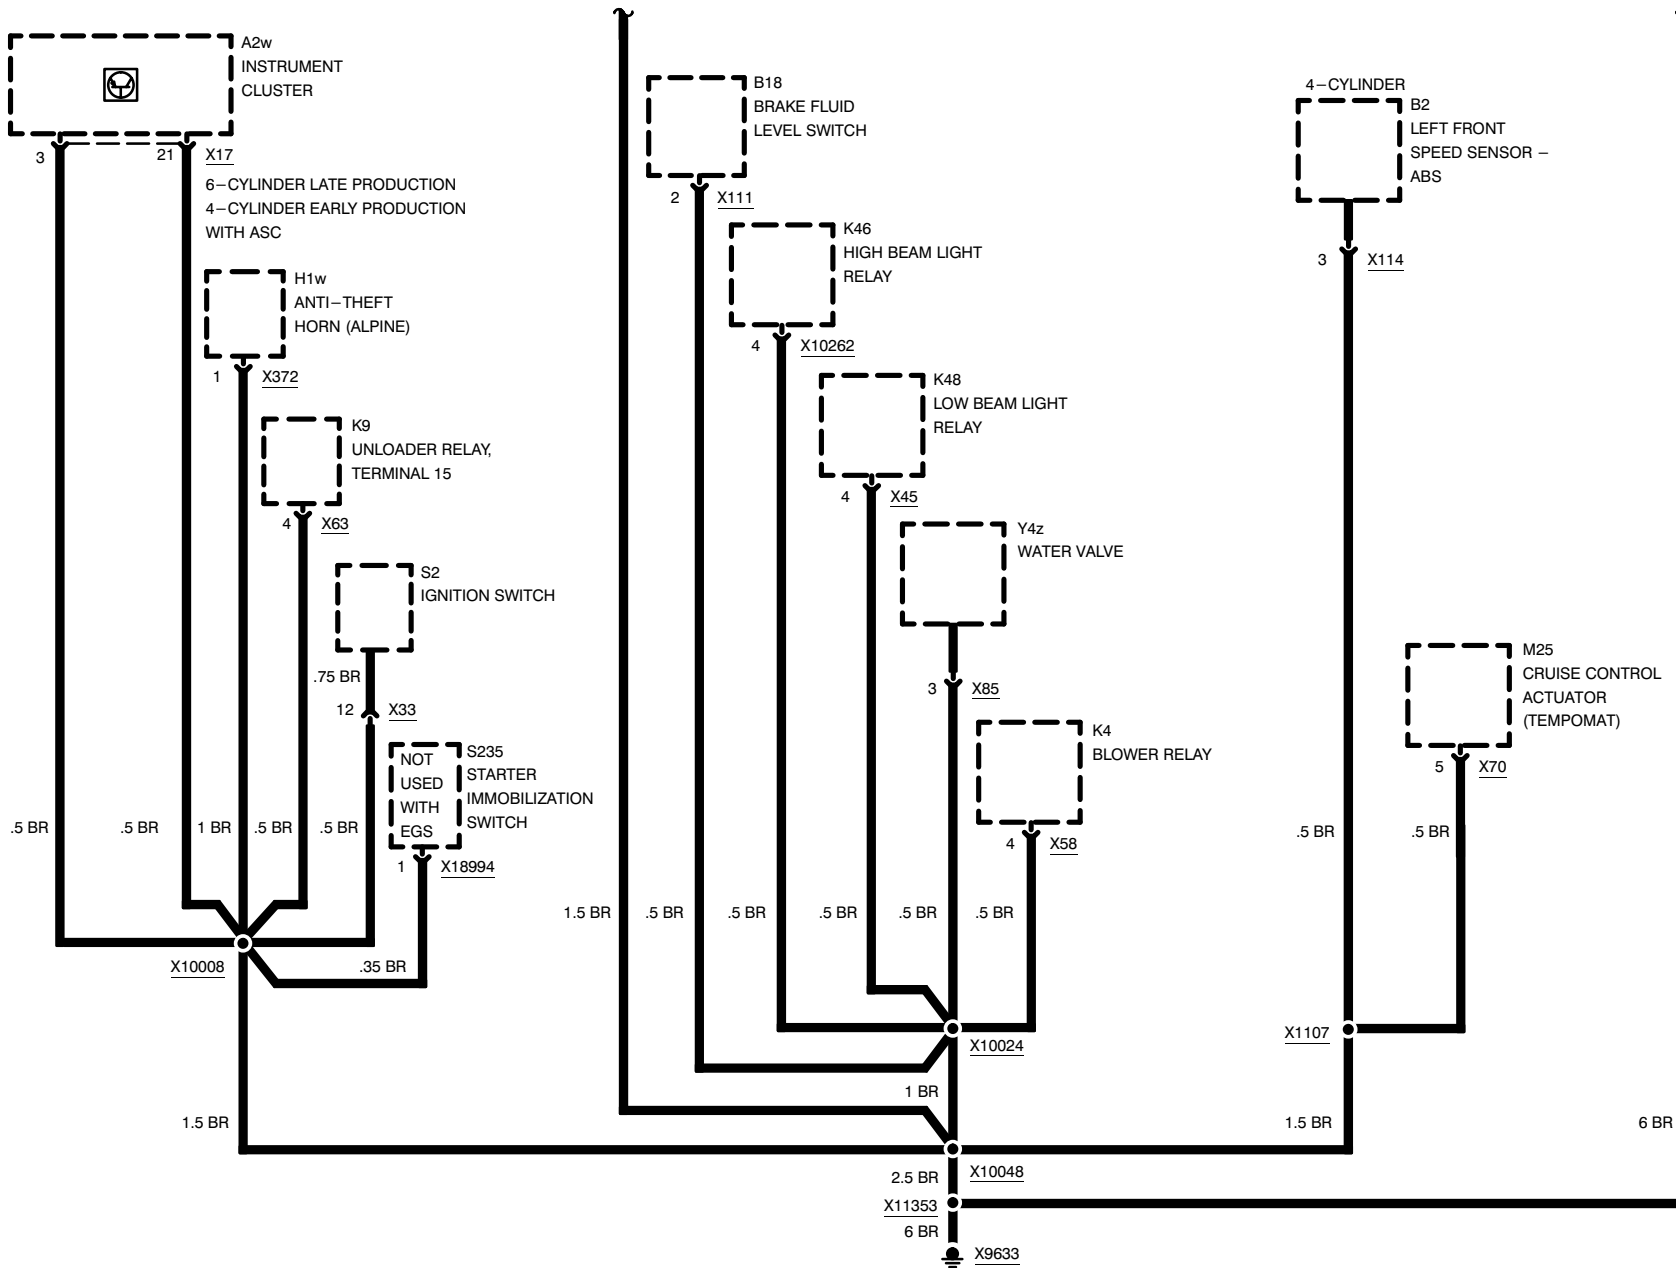 A2w
INSTRUMENT
CLUSTER
3
21
X17
6–CYLINDER LATE PRODUCTION
4–CYLINDER EARLY PRODUCTION
WITH ASC
H1w
ANTI–THEFT
HORN (ALPINE)
1
X372
K9
UNLOADER RELAY,
TERMINAL 15
4
X63
S2
IGNITION SWITCH
.75 BR
12
X33
NOT
USED
WITH
EGS
S235
STARTER
IMMOBILIZATION
SWITCH
1
X18994
.5 BR
.5 BR
1 BR
.5 BR
.5 BR
X10008
.35 BR
1.5 BR
B18
BRAKE FLUID
LEVEL SWITCH
2
X111
K46
HIGH BEAM LIGHT
RELAY
4
X10262
K48
LOW BEAM LIGHT
RELAY
4
X45
Y4z
WATER VALVE
3
X85
K4
BLOWER RELAY
4
X58
1.5 BR
.5 BR
.5 BR
.5 BR
.5 BR
.5 BR
X10024
1 BR
X10048
2.5 BR
X11353
6 BR
X9633
4–CYLINDER
B2
LEFT FRONT
SPEED SENSOR –
ABS
3
X114
M25
CRUISE CONTROL
ACTUATOR
(TEMPOMAT)
5
X70
.5 BR
.5 BR
X1107
1.5 BR
6 BR